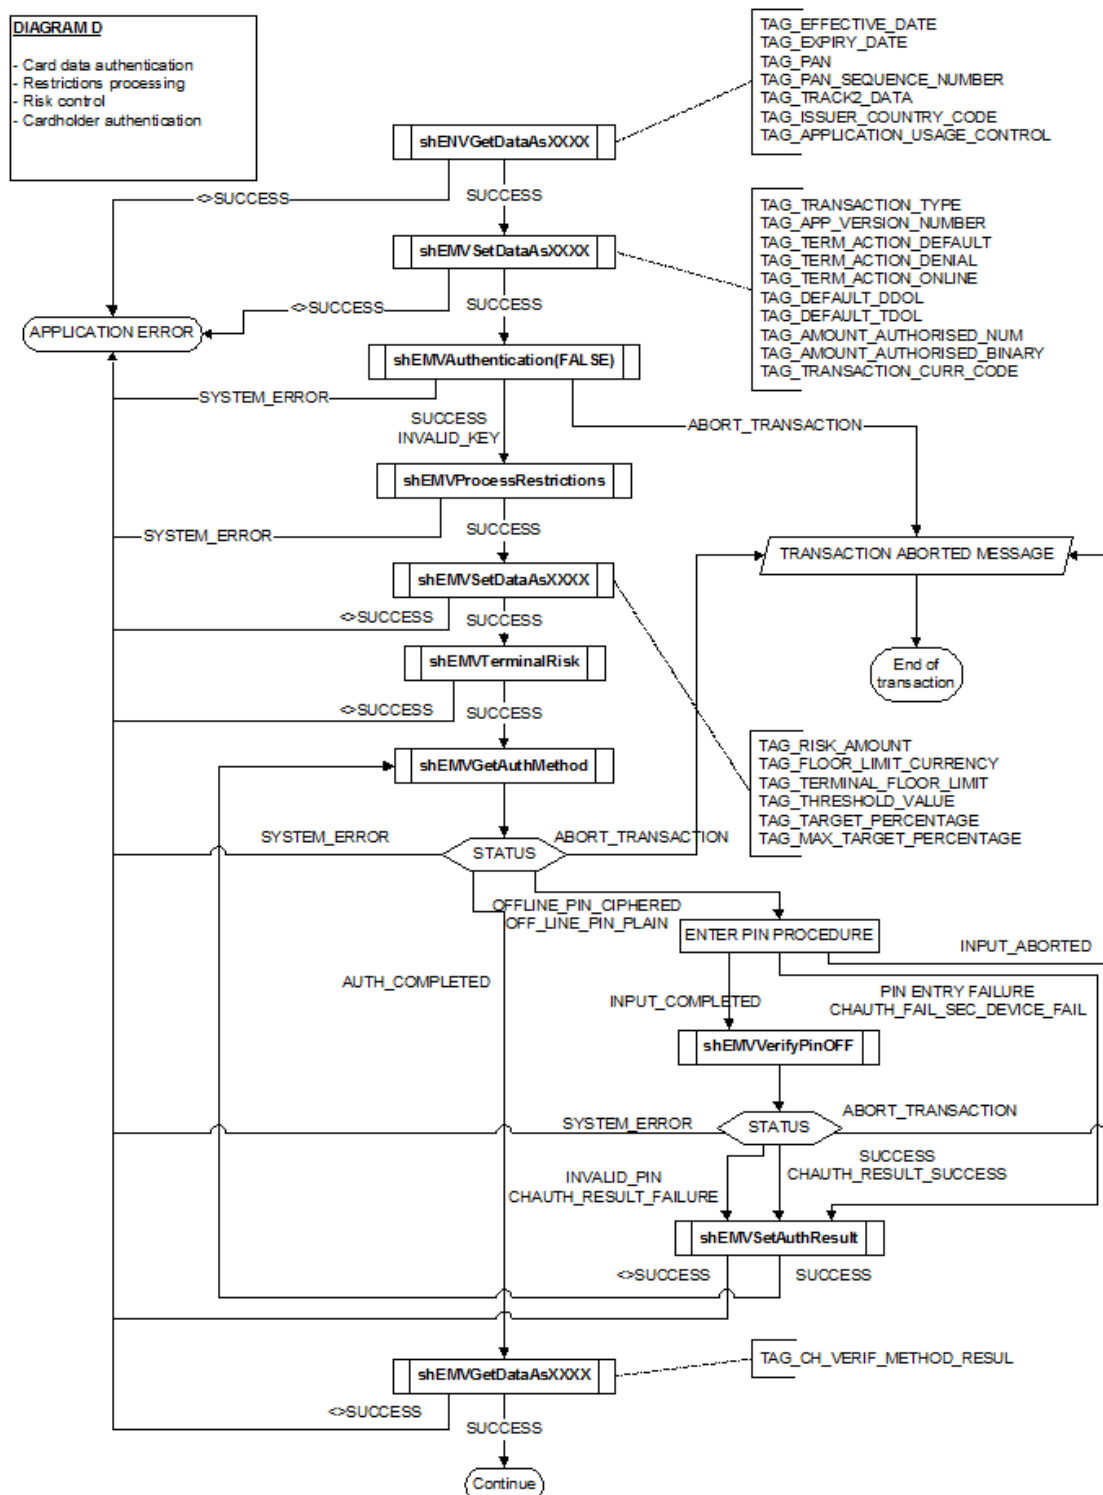 DIAGRAM D
- Card data authentication
- Restrictions processing
- Risk control
- Cardholder authentication
TAG_EFFECTIVE_DATE
TAG_EXPIRY_DATE
TAG_PAN
TAG_PAN_SEQUENCE_NUMBER
TAG_TRACK2_DATA
TAG_ISSUER_COUNTRY_CODE
TAG_APPLICATION_USAGE_CONTROL
shENVGetDataAsXXXX
<>SUCCESS
SUCCESS
TAG_TRANSACTION_TYPE
TAG_APP_VERSION_NUMBER
TAG_TERM_ACTION_DEFAULT
TAG_TERM_ACTION_DENIAL
TAG_TERM_ACTION_ONLINE
TAG_DEFAULT_DDOL
TAG_DEFAULT_TDOL
TAG_AMOUNT_AUTHORISED_NUM
TAG_AMOUNT_AUTHORISED_BINARY
TAG_TRANSACTION_CURR_CODE
shEMVSetDataAsXXXX
<>SUCCESS
SUCCESS
APPLICATION ERROR
shEMVAuthentication(FALSE)
SYSTEM_ERROR
SUCCESS
INVALID_KEY
ABORT_TRANSACTION
shEMVProcessRestrictions
SYSTEM_ERROR
SUCCESS
TRANSACTION ABORTED MESSAGE
shEMVSetDataAsXXXX
<>SUCCESS
SUCCESS
shEMVTerminalRisk
End of
transaction
<>SUCCESS
SUCCESS
TAG_RISK_AMOUNT
TAG_FLOOR_LIMIT_CURRENCY
TAG_TERMINAL_FLOOR_LIMIT
TAG_THRESHOLD_VALUE
TAG_TARGET_PERCENTAGE
TAG_MAX_TARGET_PERCENTAGE
shEMVGetAuthMethod
SYSTEM_ERROR
ABORT_TRANSACTION
STATUS
OFFLINE_PIN_CIPHERED
OFF_LINE_PIN_PLAIN
ENTER PIN PROCEDURE
INPUT_ABORTED
AUTH_COMPLETED
INPUT_COMPLETED
PIN ENTRY FAILURE
CHAUTH_FAIL_SEC_DEVICE_FAIL
shEMVVerifyPinOFF
SYSTEM_ERROR
STATUS
ABORT_TRANSACTION
INVALID_PIN
CHAUTH_RESULT_FAILURE
SUCCESS
CHAUTH_RESULT_SUCCESS
shEMVSetAuthResult
<>SUCCESS
SUCCESS
TAG_CH_VERIF_METHOD_RESUL
shEMVGetDataAsXXXX
<>SUCCESS
SUCCESS
Continue